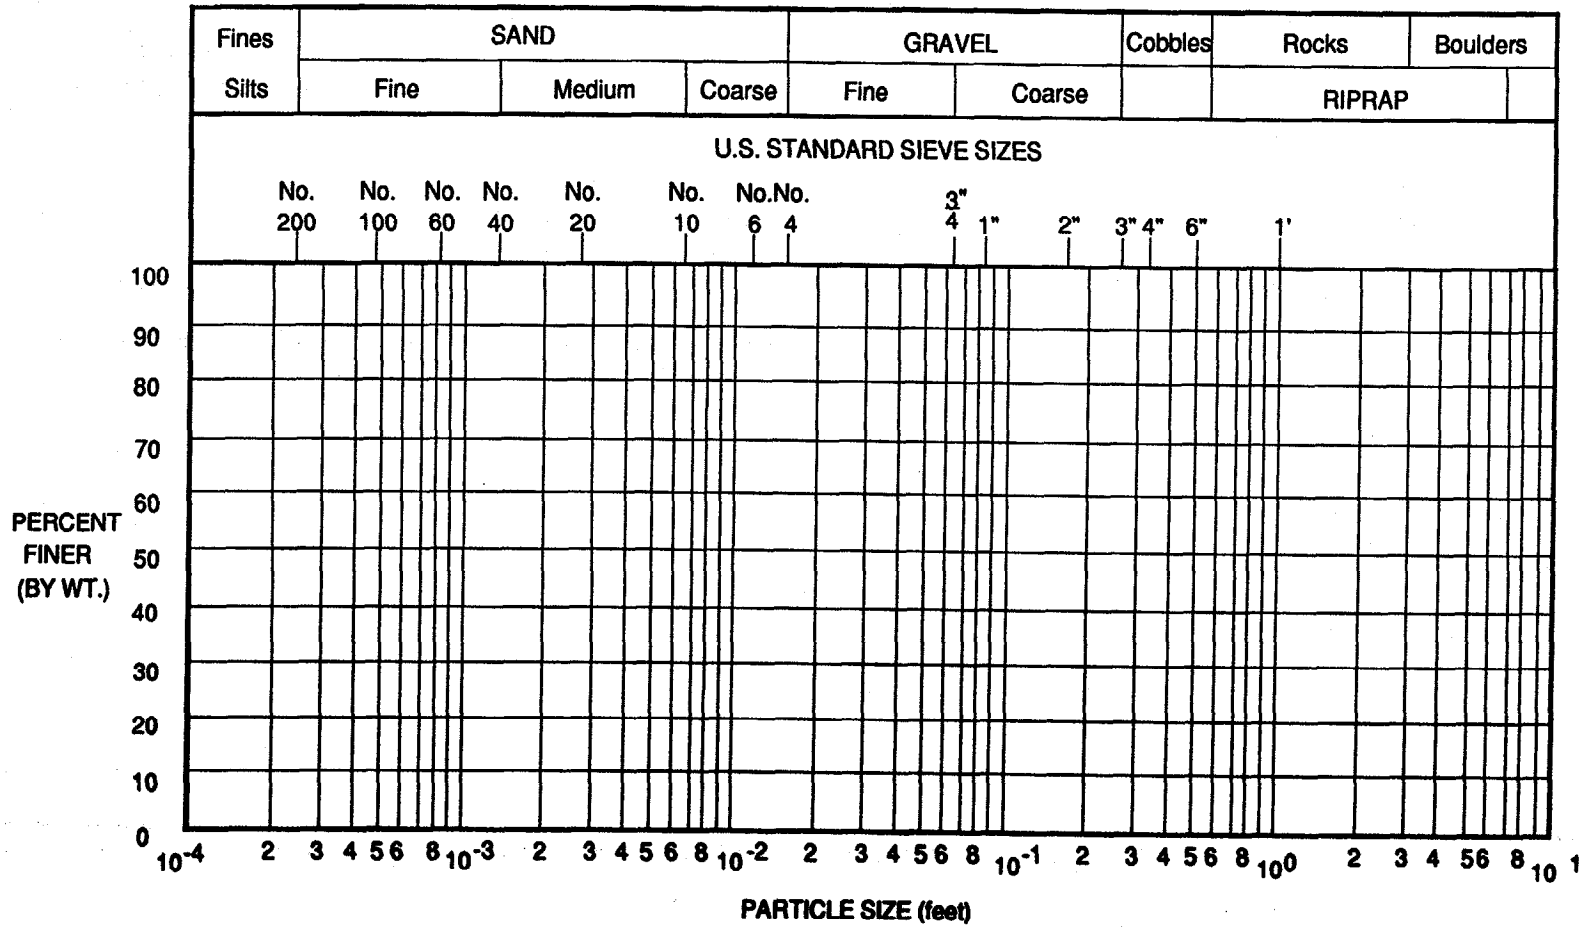 Fines SAND GRAVEL Cobbles Rocks Boulders
Silts Fine Medium Coarse Fine Coarse RIPRAP
U.S. STANDARD SIEVE SIZES
No. No. No. No. No. No. No. No. 3"
200 100 60 40 20 10 6 4 4 1" 2" 3" 4" 6" 1'
100
90
80
70
60
PERCENT
FINER
(BY WT.)
50
40
30
20
10
0
10-4 2 3 4 5 6 8 10-3 2 3 4 5 6 8 10-2 2 3 4 5 6 8 10-1 2 3 4 5 6 8 100 2 3 4 56 8 10 1
PARTICLE SIZE (feet)